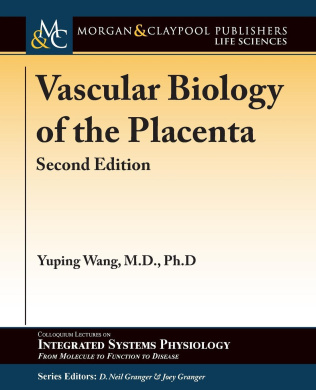 M&C
MORGAN & CLAYPOOL PUBLISHERS
LIFE SCIENCES
Vascular Biology
of the Placenta
Second Edition
Yuping Wang, M.D., Ph.D
COLLOQUIUM LECTURES ON
INTEGRATED SYSTEMS PHYSIOLOGY
FROM MOLECULE TO FUNCTION TO DISEASE
Series Editors: D. Neil Granger & Joey Granger